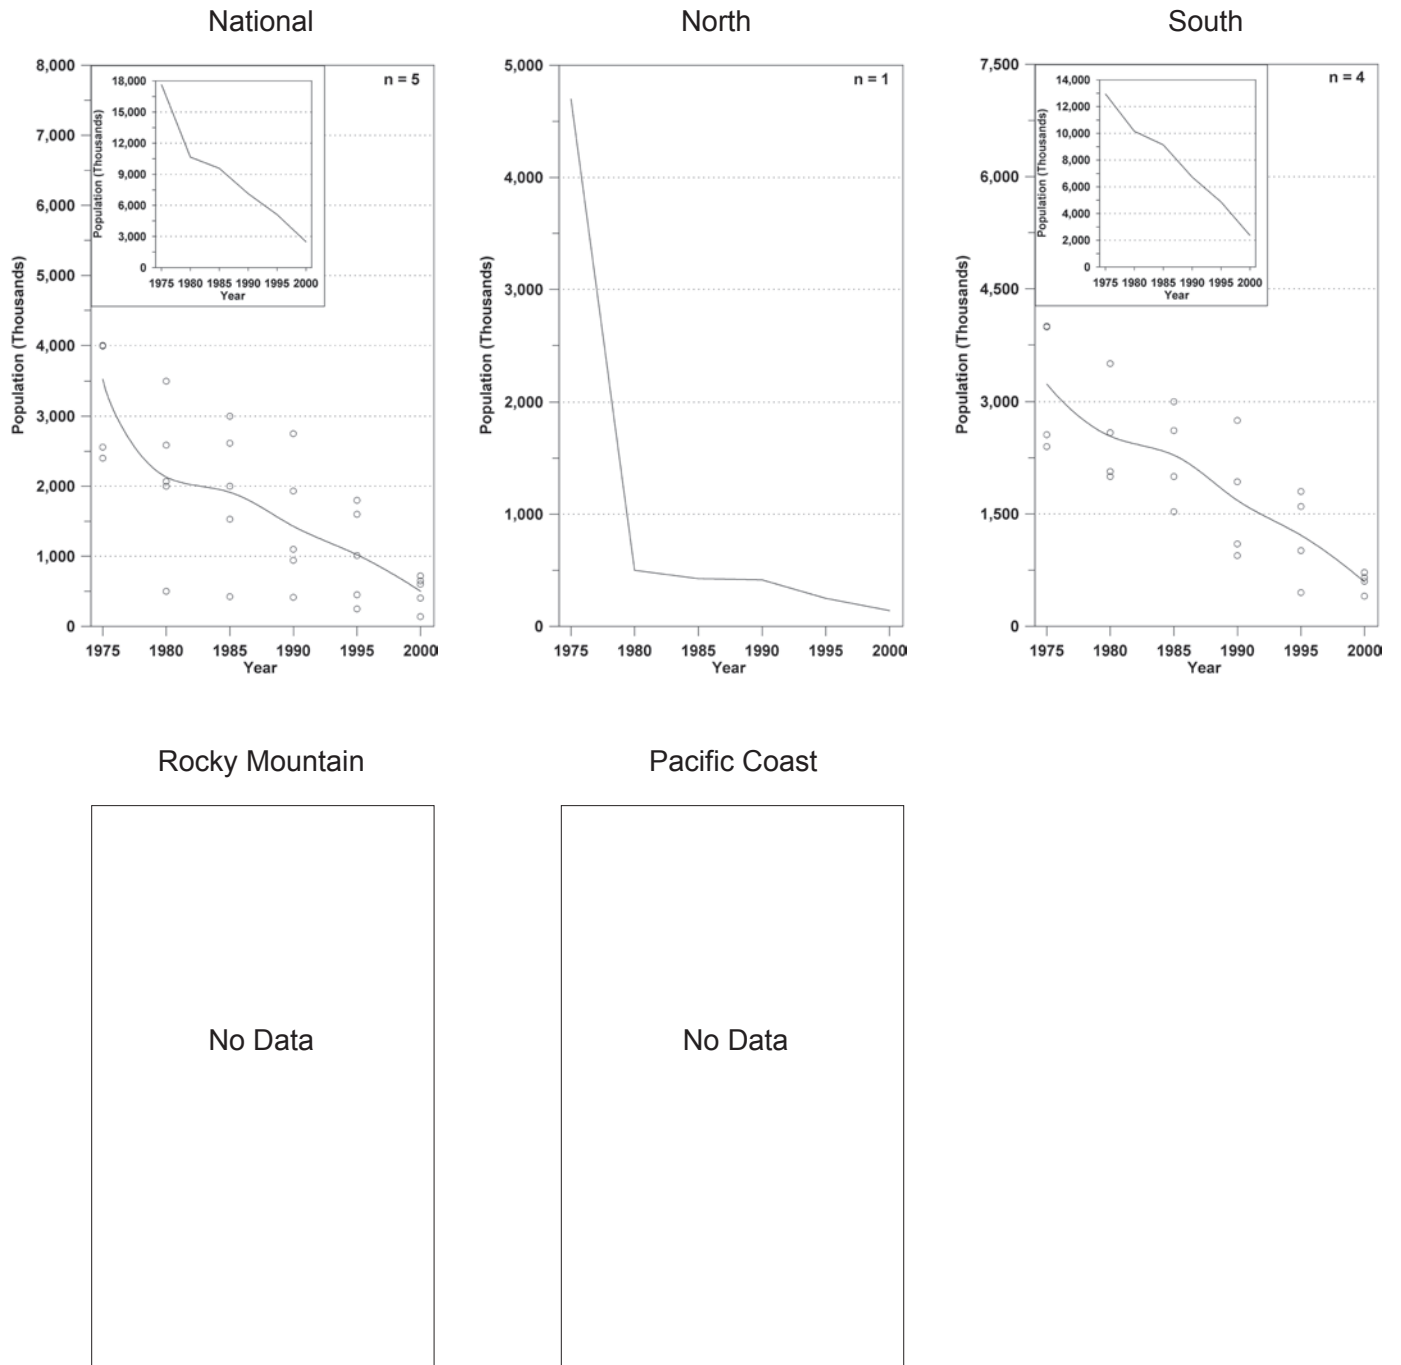 National
North
South
8,000
7,000
6,000
5,000
4,000
3,000
2,000
1,000
0
Population (Thousands)
1975 1980 1985 1990 1995 2000
Year
n = 5
18,000
15,000
12,000
9,000
6,000
3,000
0
Population (Thousands)
1975 1980 1985 1990 1995 2000
Year
5,000
4,000
3,000
2,000
1,000
0
Population (Thousands)
1975 1980 1985 1990 1995 2000
Year
n = 1
7,500
6,000
4,500
3,000
1,500
0
Population (Thousands)
1975 1980 1985 1990 1995 2000
Year
n = 4
14,000
12,000
10,000
8,000
6,000
4,000
2,000
0
Population (Thousands)
1975 1980 1985 1990 1995 2000
Year
Rocky Mountain
Pacific Coast
No Data
No Data